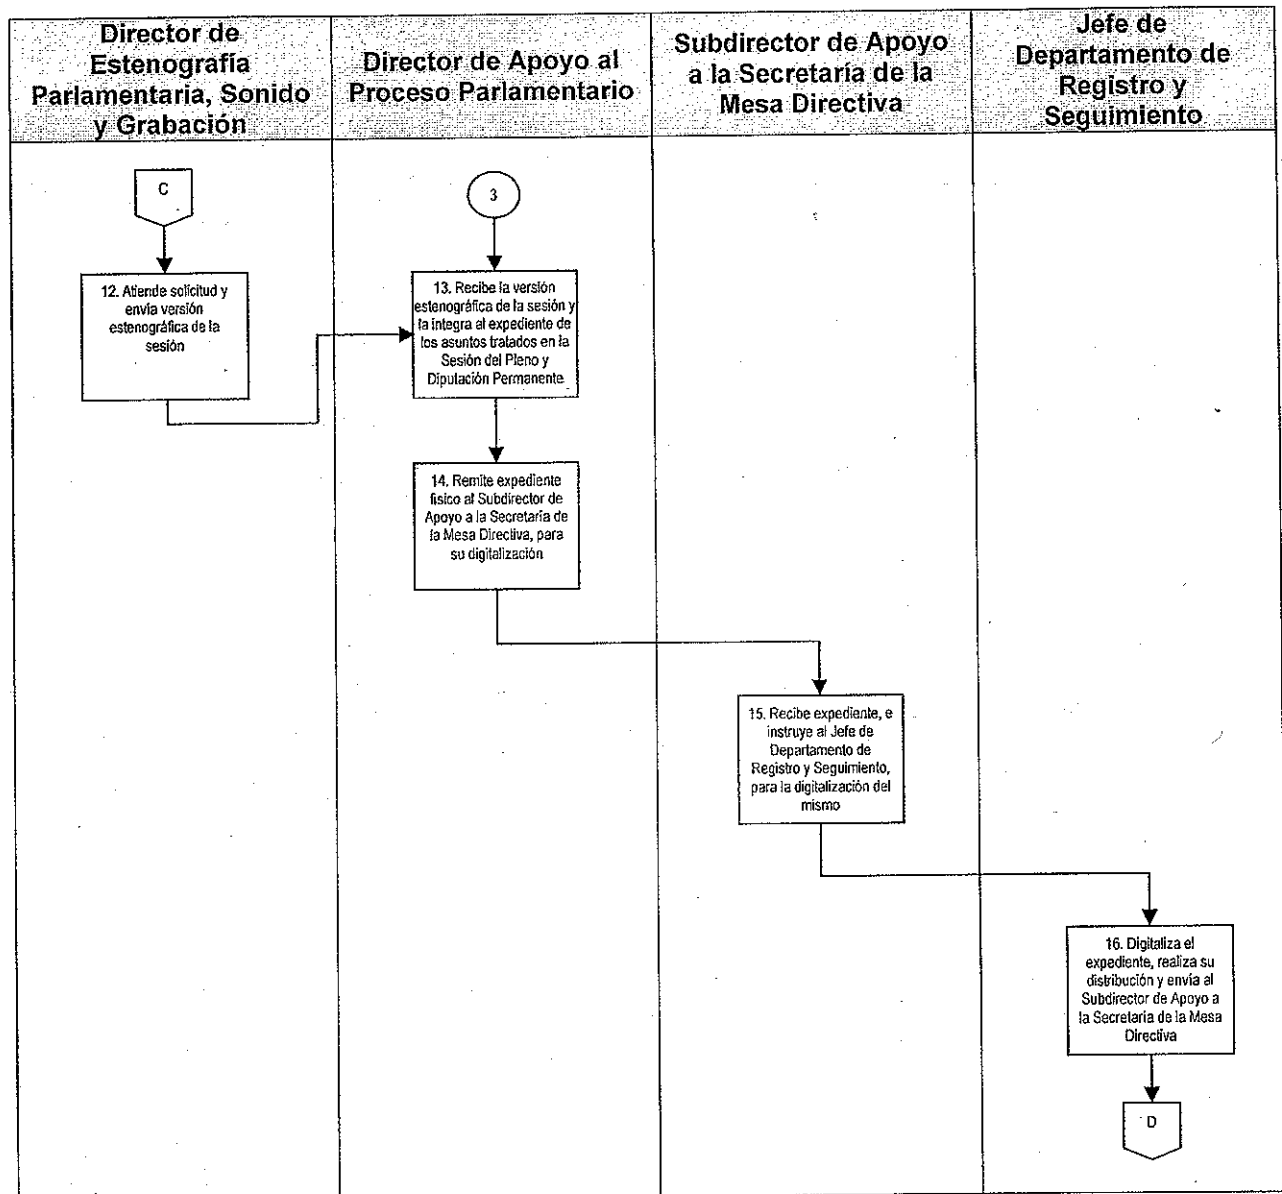 Director de
Estenografía
Parlamentaria, Sonido
y Grabación
Director de Apoyo al
Proceso Parlamentario
Subdirector de Apoyo
a la Secretaría de la
Mesa Directiva
Jefe de
Departamento de
Registro y
Seguimiento
C
3
12. Atiende solicitud y
envía versión
estenográfica de la
sesión
13. Recibe la versión
estenográfica de la sesión y
la integra al expediente de
los asuntos tratados en la
Sesión del Pleno y
Diputación Permanente
14. Remite expediente
físico al Subdirector de
Apoyo a la Secretaría de
la Mesa Directiva, para
su digitalización
15. Recibe expediente, e
instruye al Jefe de
Departamento de
Registro y Seguimiento,
para la digitalización del
mismo
16. Digitaliza el
expediente, realiza su
distribución y envía al
Subdirector de Apoyo a
la Secretaría de la Mesa
Directiva
D